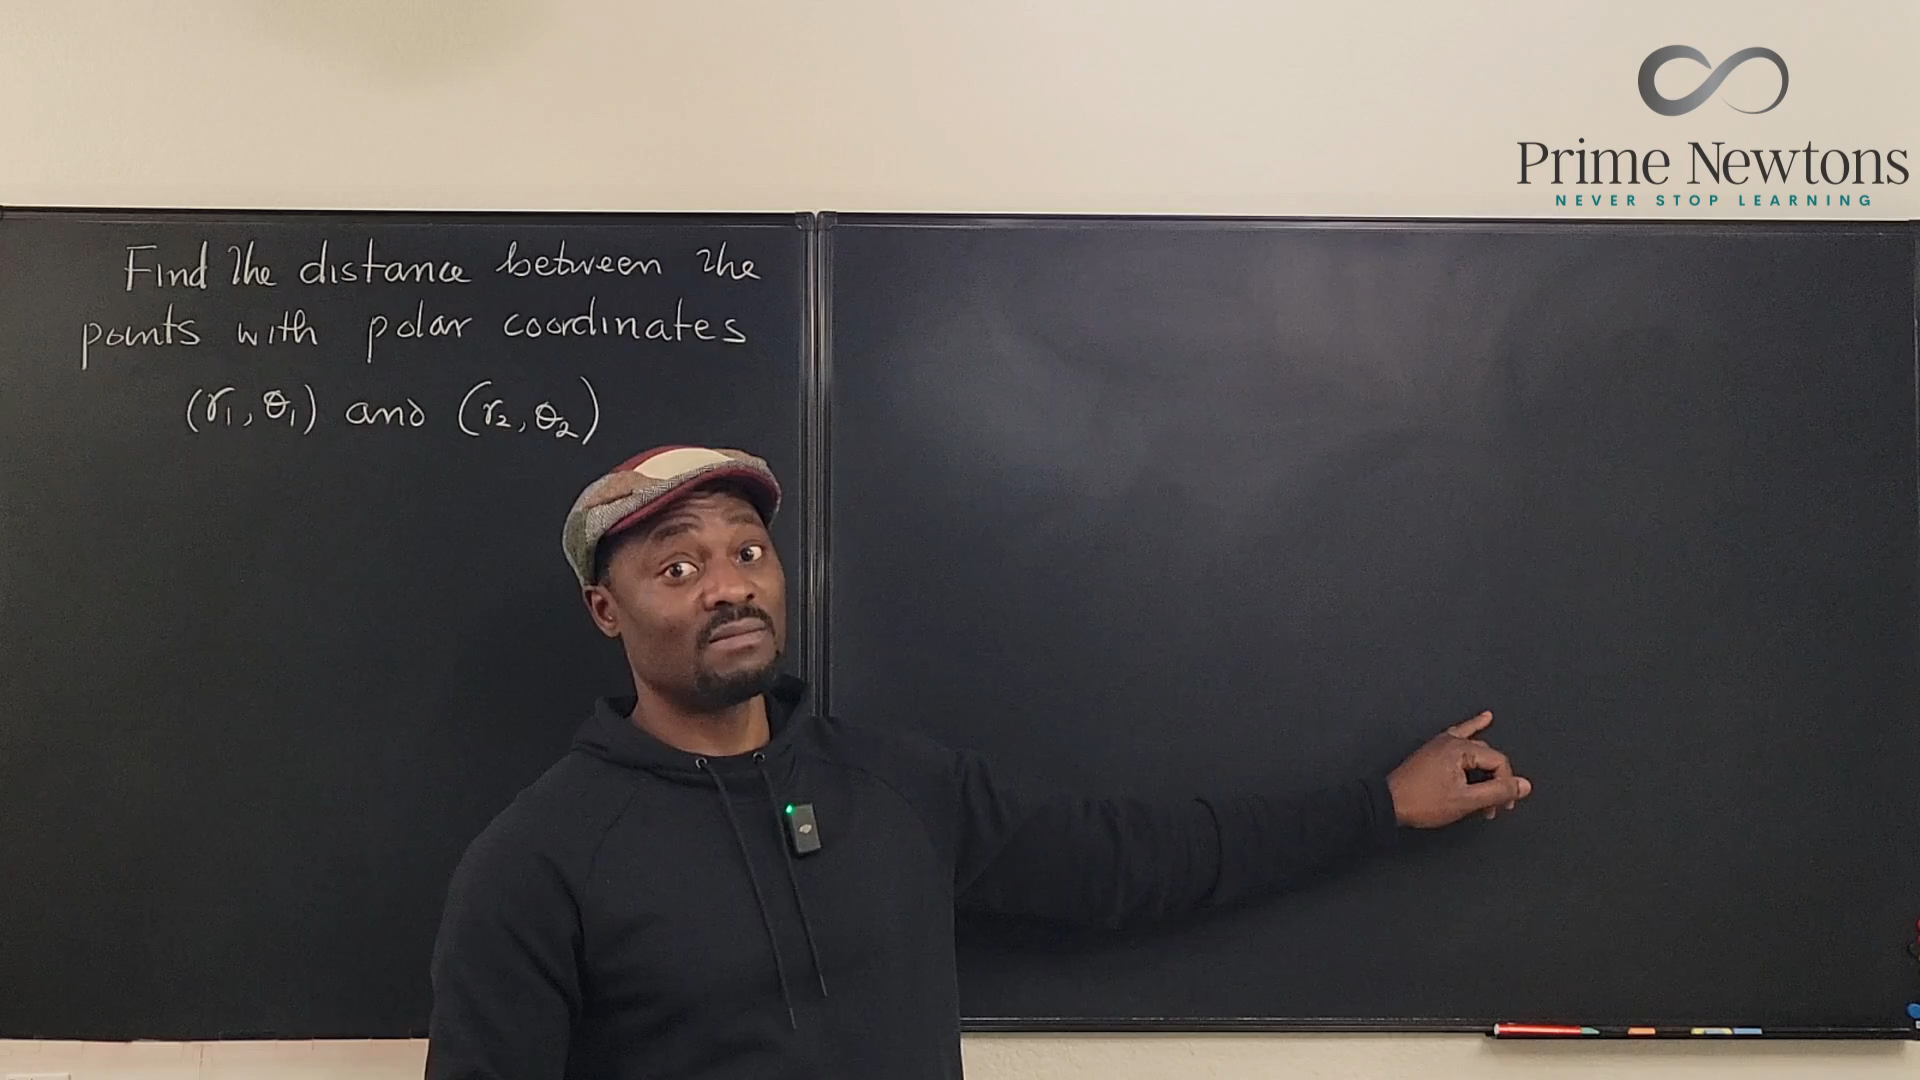 Prime Newtons
NEVER STOP LEARNING
Find the distance between the
points with polar coordinates
(r₁, θ₁) and (r₂, θ₂)